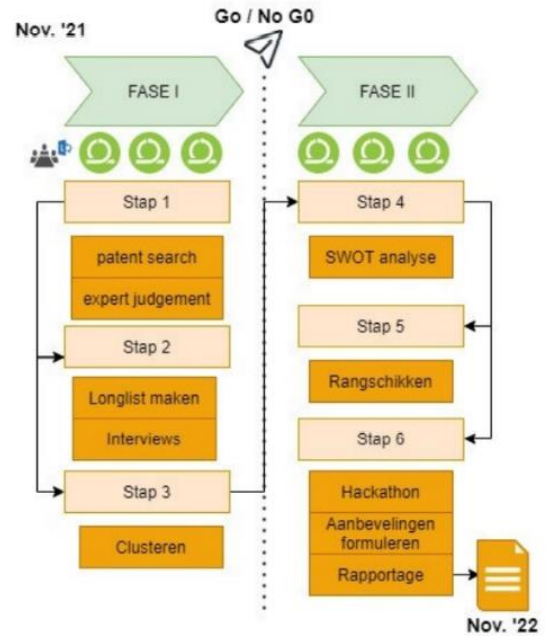 Go / No G0
Nov. '21
FASE I
Stap 1
patent search
expert judgement
Stap 2
Longlist maken
Interviews
Stap 3
Clusteren
FASE II
Stap 4
SWOT analyse
Stap 5
Rangschikken
Stap 6
Hackathon
Aanbevelingen
formuleren
Rapportage
Nov. '22